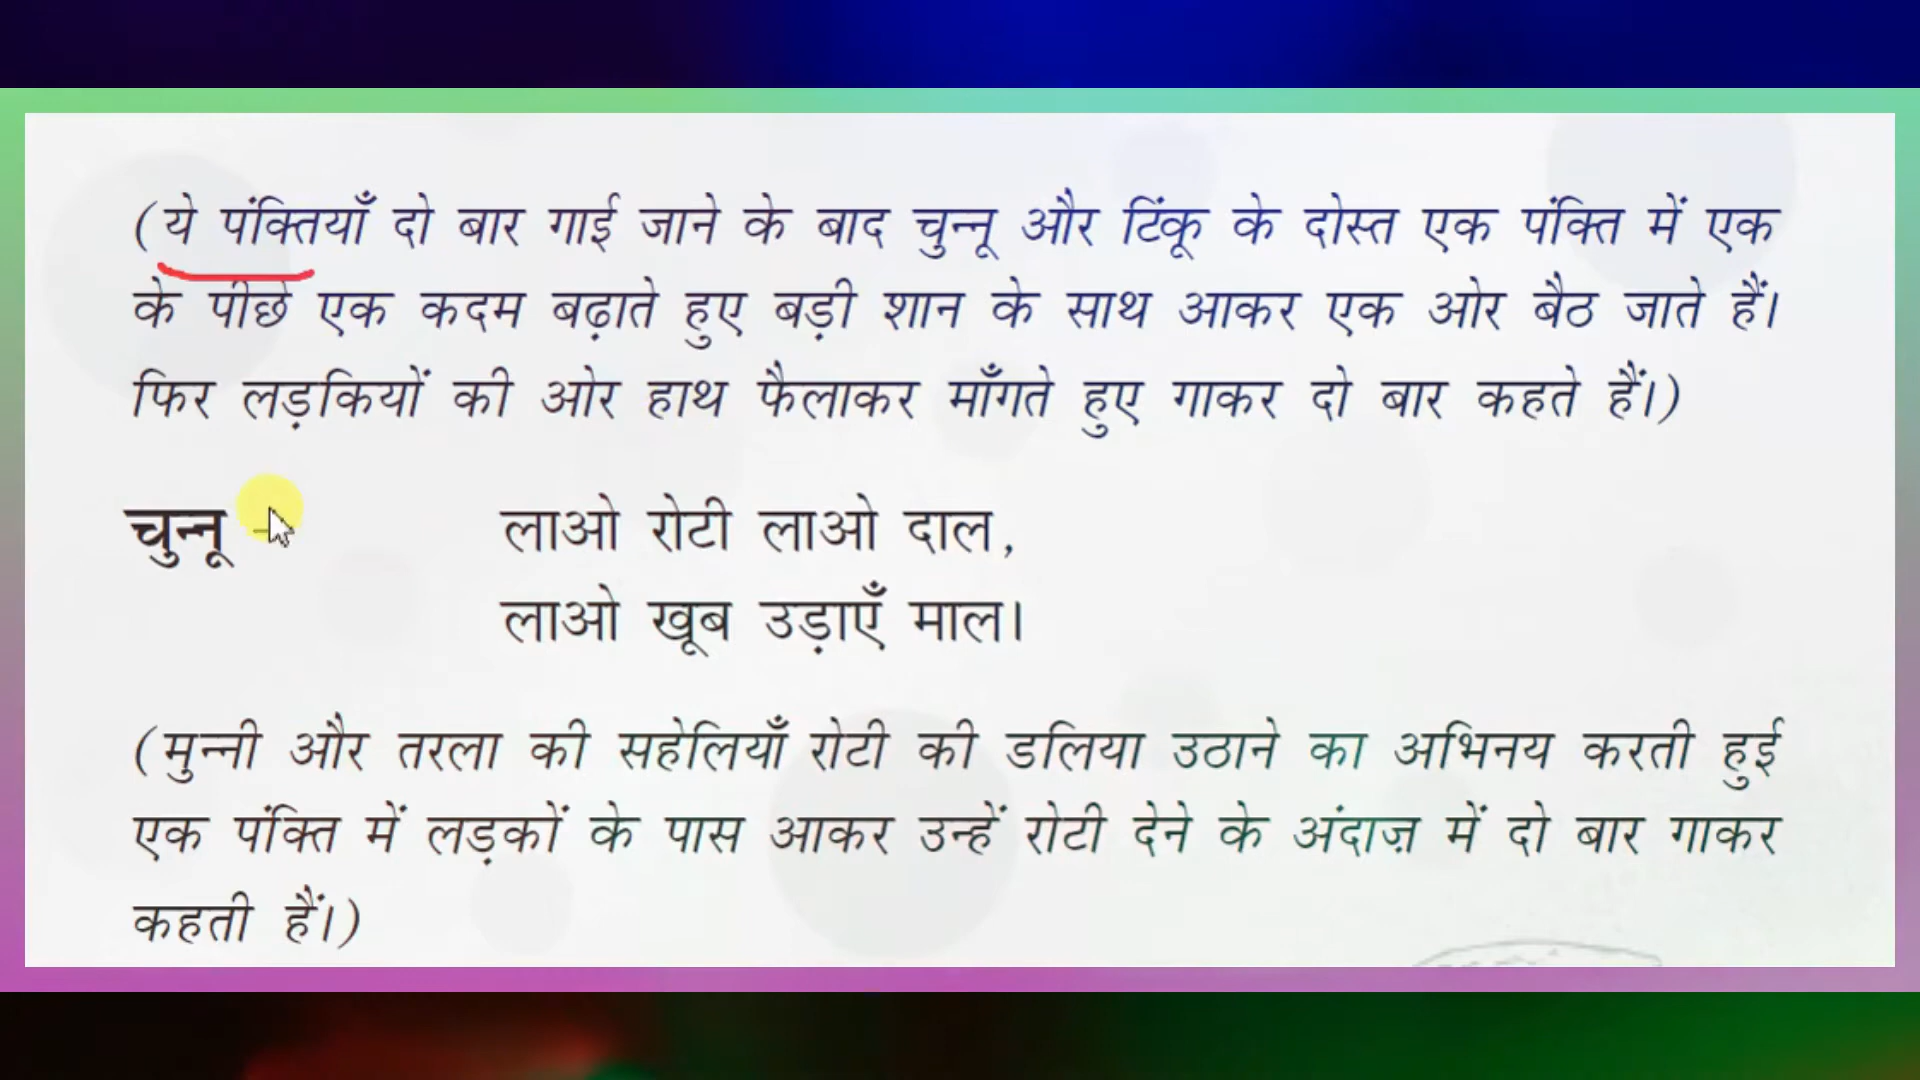 (ये पंक्तियाँ दो बार गाई जाने के बाद चुन्नू और टिंकू के दोस्त एक पंक्ति में एक
के पीछे एक कदम बढ़ाते हुए बड़ी शान के साथ आकर एक ओर बैठ जाते हैं।
फिर लड़कियों की ओर हाथ फैलाकर माँगते हुए गाकर दो बार कहते हैं।)
चुन्नू - लाओ रोटी लाओ दाल,
लाओ खूब उड़ाएँ माल।
(मुन्नी और तरला की सहेलियाँ रोटी की डलिया उठाने का अभिनय करती हुई
एक पंक्ति में लड़कों के पास आकर उन्हें रोटी देने के अंदाज़ में दो बार गाकर
कहती हैं।)